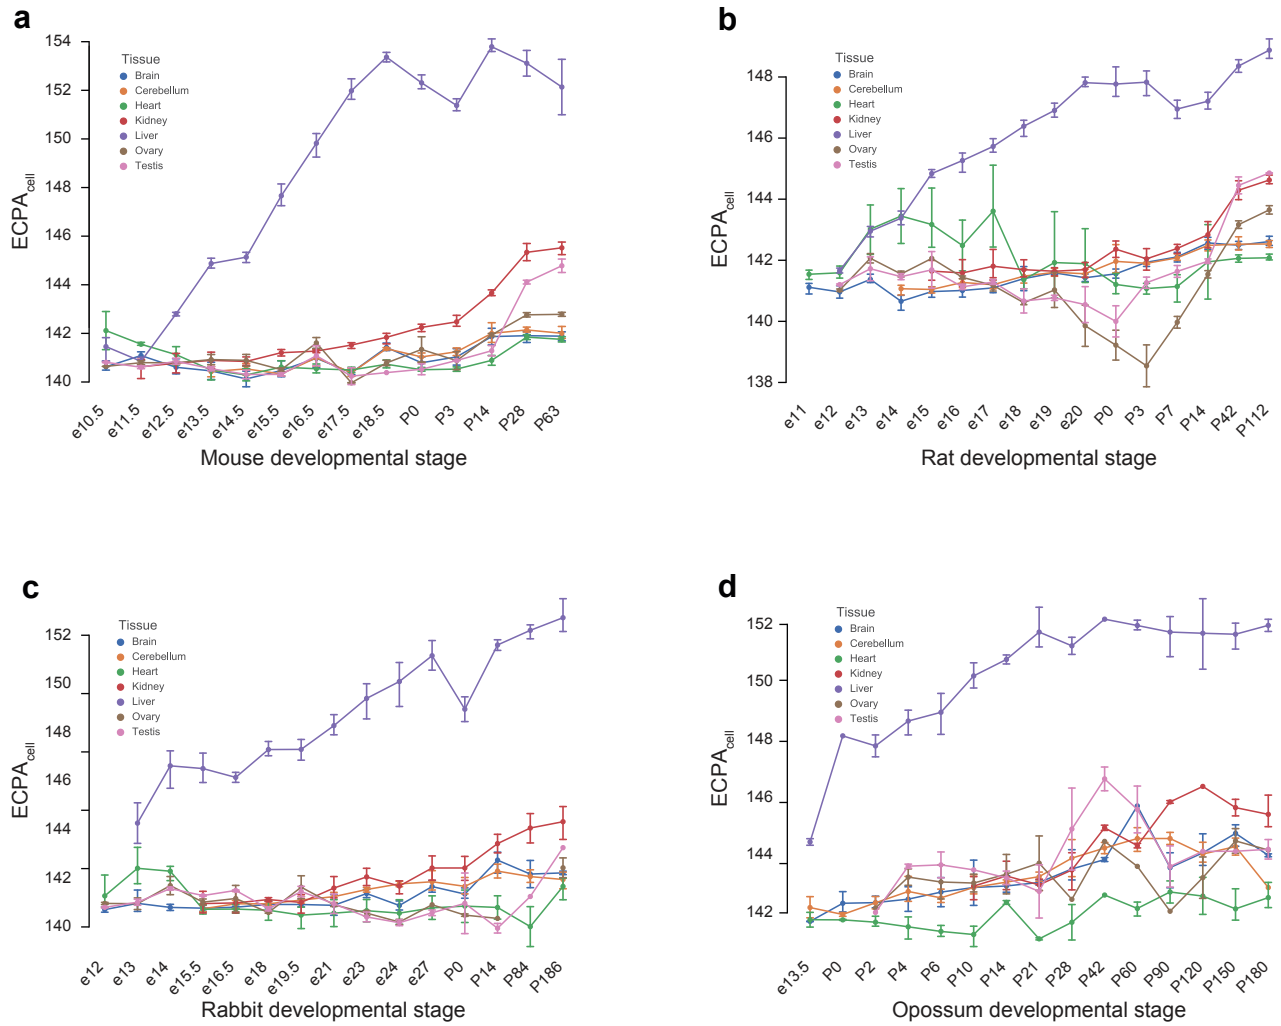 a
154
152
150
148
146
144
142
140
ECPAcell
Tissue
Brain
Cerebellum
Heart
Kidney
Liver
Ovary
Testis
e10.5
e11.5
e12.5
e13.5
e14.5
e15.5
e16.5
e17.5
e18.5
P0
P3
P14
P28
P63
Mouse developmental stage
b
148
146
144
142
140
138
ECPAcell
Tissue
Brain
Cerebellum
Heart
Kidney
Liver
Ovary
Testis
e11
e12
e13
e14
e15
e16
e17
e18
e19
e20
P0
P3
P7
P14
P42
P112
Rat developmental stage
c
152
150
148
146
144
142
140
ECPAcell
Tissue
Brain
Cerebellum
Heart
Kidney
Liver
Ovary
Testis
e12
e13
e14
e15.5
e16.5
e18
e19.5
e21
e23
e24
e27
P0
P14
P84
P186
Rabbit developmental stage
d
152
150
148
146
144
142
ECPAcell
Tissue
Brain
Cerebellum
Heart
Kidney
Liver
Ovary
Testis
e13.5
P0
P2
P4
P6
P10
P14
P21
P28
P42
P60
P90
P120
P150
P180
Opossum developmental stage